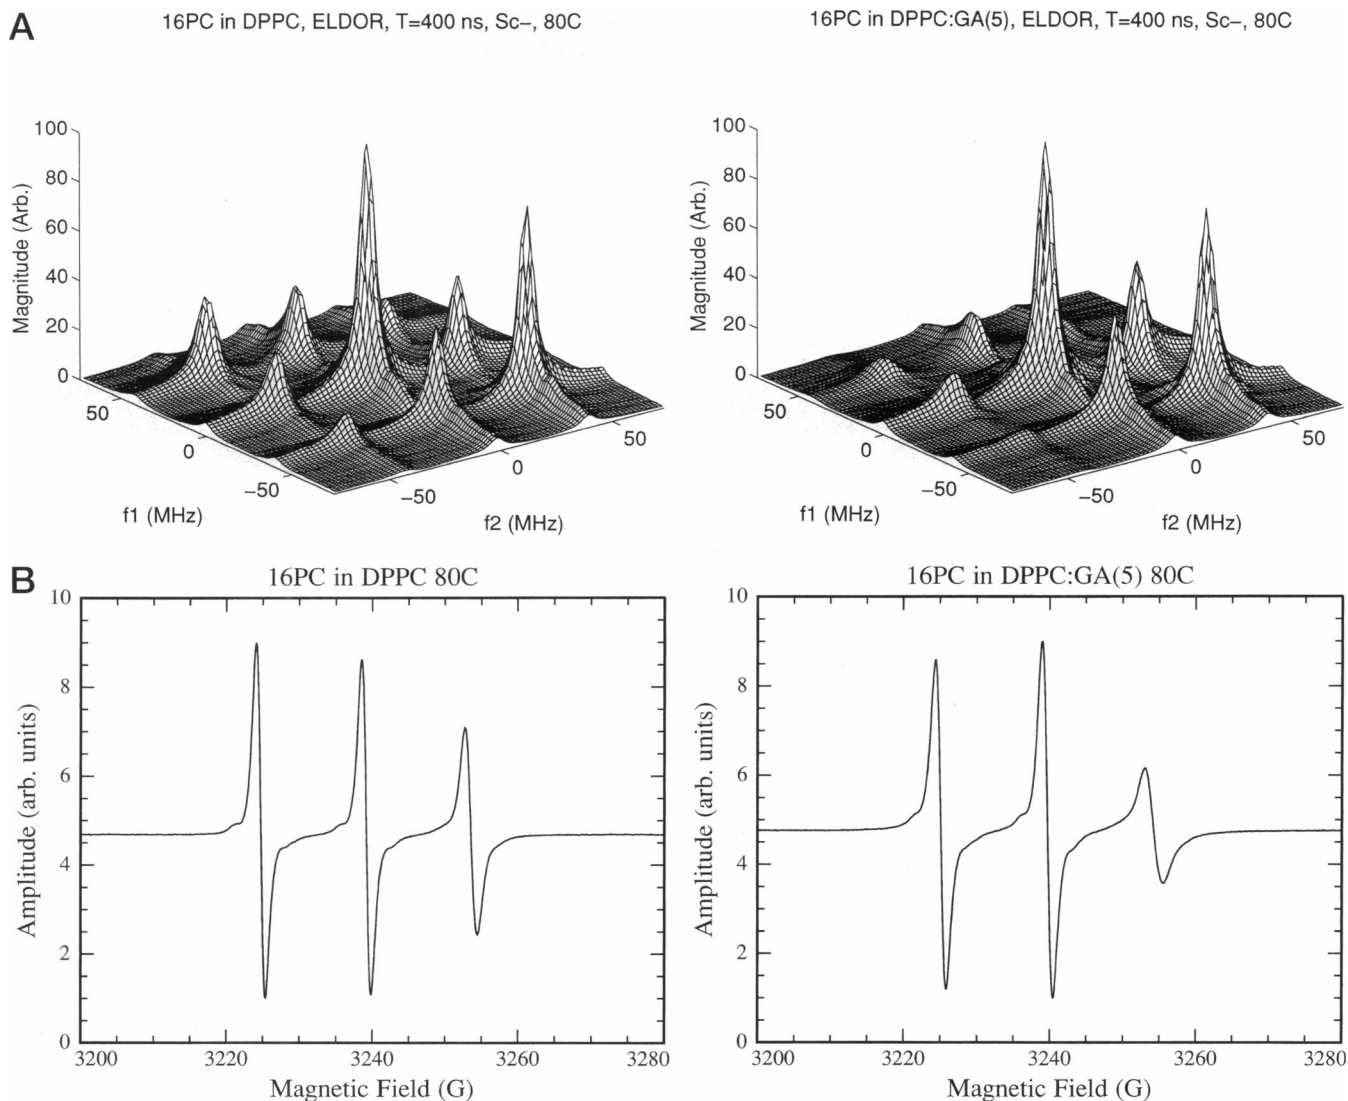 A
16PC in DPPC, ELDOR, T=400 ns, Sc–, 80C
16PC in DPPC:GA(5), ELDOR, T=400 ns, Sc–, 80C
Magnitude (Arb.)
100
80
60
40
20
0
50
0
−50
f1 (MHz)
−50
0
50
f2 (MHz)
Magnitude (Arb.)
100
80
60
40
20
0
50
0
−50
f1 (MHz)
−50
0
50
f2 (MHz)
B
16PC in DPPC 80C
16PC in DPPC:GA(5) 80C
Amplitude (arb. units)
10
8
6
4
2
0
3200
3220
3240
3260
3280
Magnetic Field (G)
Amplitude (arb. units)
10
8
6
4
2
0
3200
3220
3240
3260
3280
Magnetic Field (G)